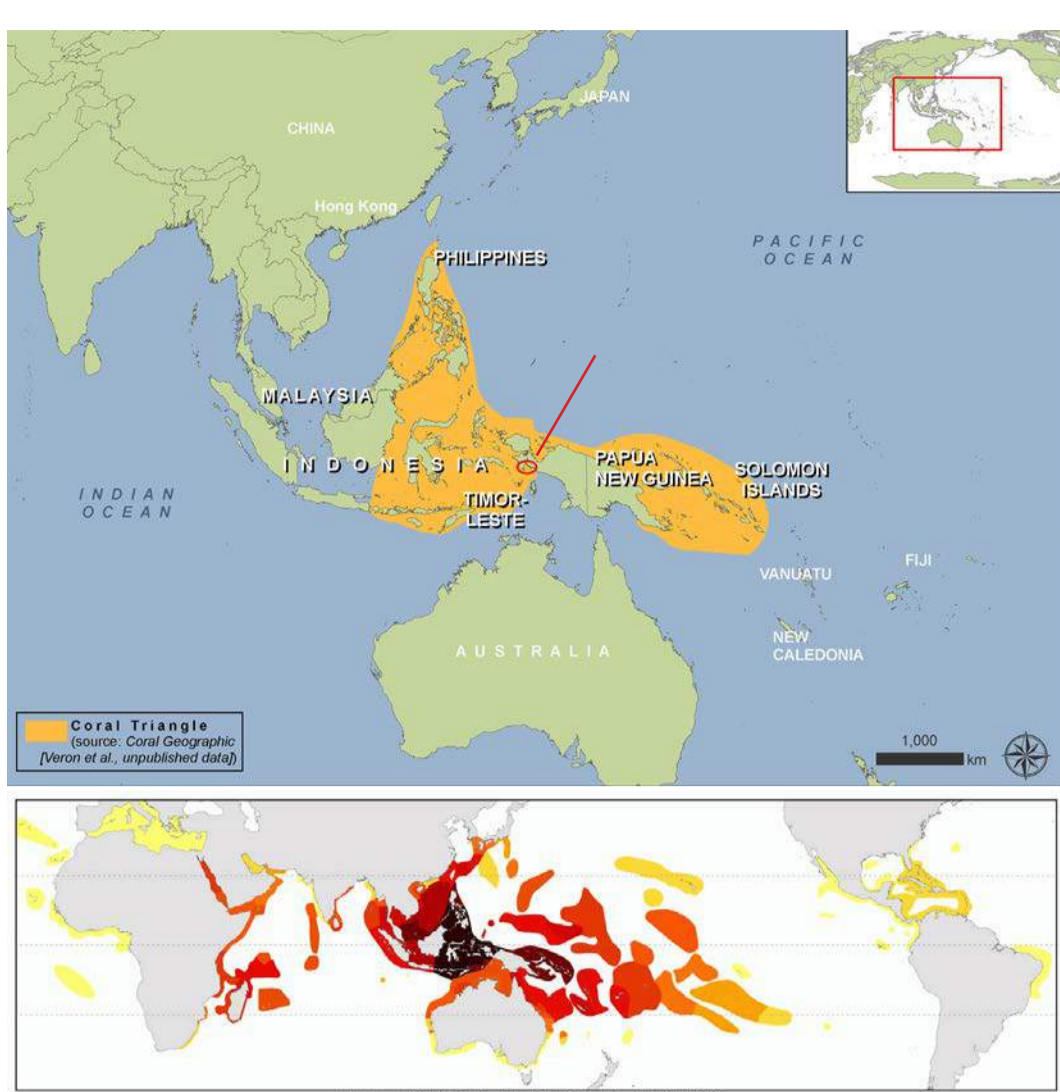 JAPAN
CHINA
Hong Kong
PACIFIC
OCEAN
PHILIPPINES
MALAYSIA
INDONESIA
PAPUA
NEW GUINEA
SOLOMON
ISLANDS
INDIAN
OCEAN
TIMOR-
LESTE
VANUATU
FIJI
NEW
CALEDONIA
AUSTRALIA
Coral Triangle
(source: Coral Geographic
[Veron et al., unpublished data])
1,000
km